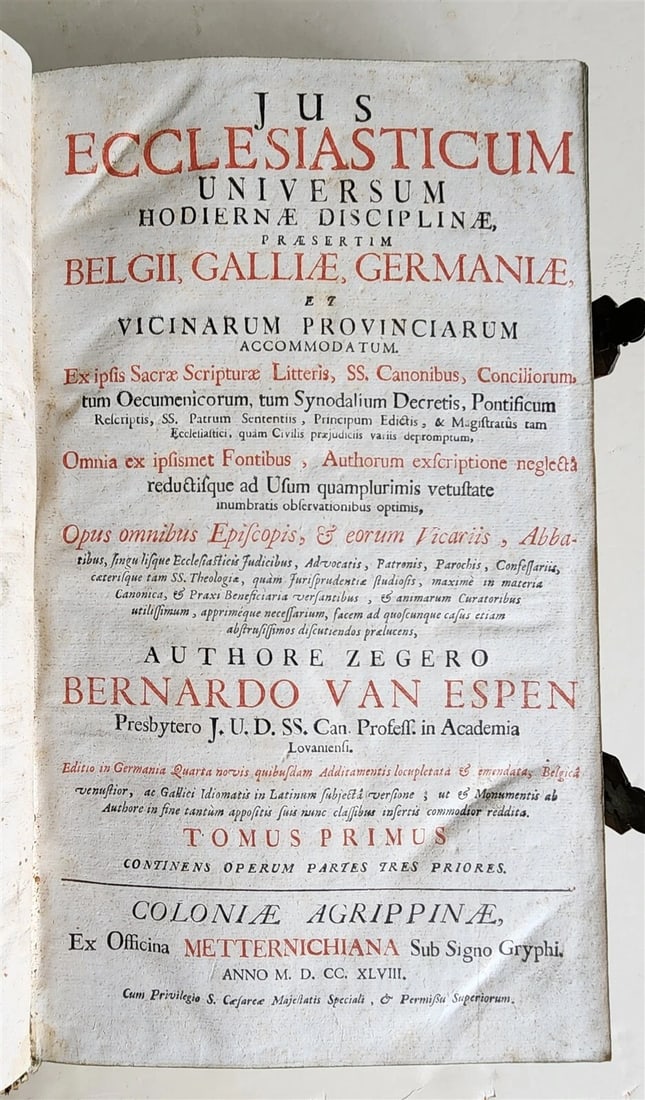 JUS
ECCLESIASTICUM
UNIVERSUM
HODIERNÆ DISCIPLINÆ,
PRÆSERTIM
BELGII, GALLIÆ, GERMANIÆ,
ET
VICINARUM PROVINCIARUM
ACCOMMODATUM.
Ex ipſis Sacræ Scripturæ Litteris, SS. Canonibus, Conciliorum,
tum Oecumenicorum, tum Synodalium Decretis, Pontificum
Reſcriptis, SS. Patrum Sententiis, Principum Edictis, & Magiſtratûs tam
Eccleſiaſtici, quàm Civilis præjudiciis variis depromptum,
Omnia ex ipſismet Fontibus, Authorum exſcriptione neglectâ
reductiſque ad Uſum quamplurimis vetuſtate
inumbratis obſervationibus optimis,
Opus omnibus Epiſcopis, & eorum Vicariis, Abba-
tibus, ſinguliſque Eccleſiaſticis Judicibus, Advocatis, Patronis, Parochis, Confeſſariis,
cæteriſque tam SS. Theologiæ, quàm Juriſprudentiæ ſtudioſis, maximè in materia
Canonica, & Praxi Beneficiaria verſantibus, & animarum Curatoribus
utiliſſimum, apprimèque neceſſarium, facem ad quoſcunque caſus etiam
abſtruſiſſimos diſcutiendos prælucens,
AUTHORE ZEGERO
BERNARDO VAN ESPEN
Presbytero J. U. D. SS. Can. Profeſſ. in Academia
Lovanienſi.
Editio in Germania Quarta novis quibuſdam Additamentis locupletata & emendata; Belgicâ
venuſtior, ac Gallici Idiomatis in Latinum ſubjectâ verſione; ut & Monumentis ab
Authore in fine tantùm appoſitis ſuis nunc claſſibus inſertis commodior reddita.
TOMUS PRIMUS
CONTINENS OPERUM PARTES TRES PRIORES.
COLONIÆ AGRIPPINÆ,
Ex Officina METTERNICHIANA Sub Signo Gryphi.
ANNO M. D. CC. XLVIII.
Cum Privilegio S. Cæſareæ Majeſtatis Speciali, & Permiſſu Superiorum.